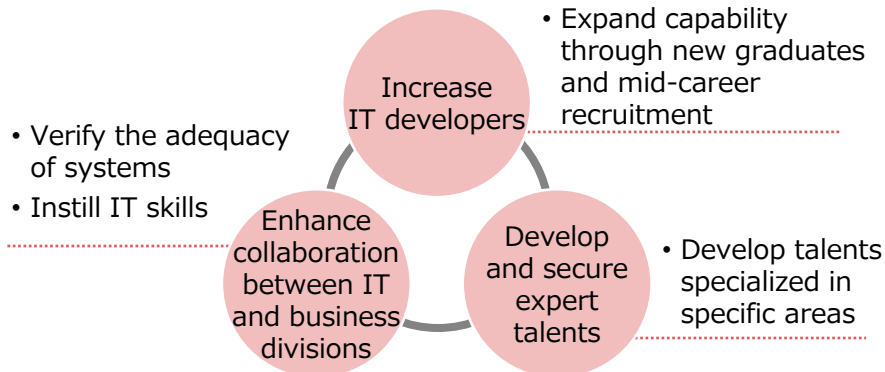 Increase
IT developers
• Expand capability
through new graduates
and mid-career
recruitment
• Verify the adequacy
of systems
• Instill IT skills
Enhance
collaboration
between IT
and business
divisions
Develop
and secure
expert
talents
• Develop talents
specialized in
specific areas